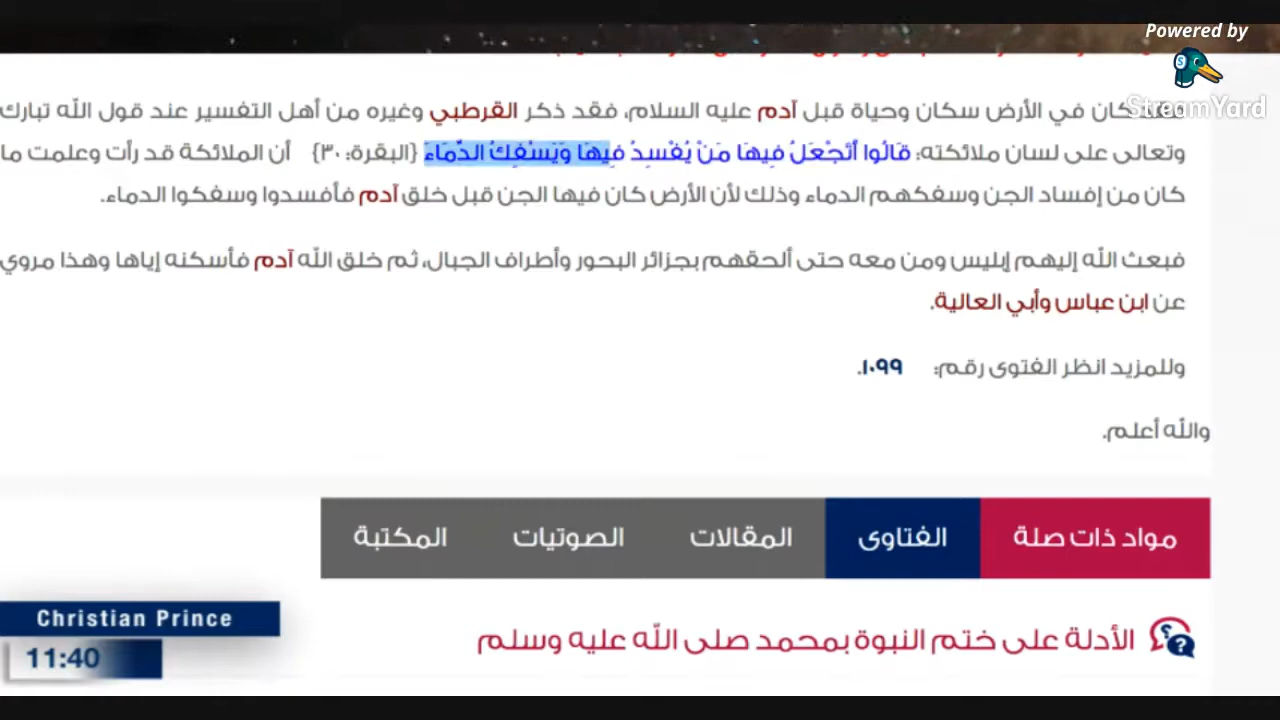 Powered by
StreamYard
كان في الأرض سكان وحياة قبل آدم عليه السلام، فقد ذكر القرطبي وغيره من أهل التفسير عند قول الله تبارك
وتعالى على لسان ملائكته: قَالُوا أَتَجْعَلُ فِيهَا مَنْ يُفْسِدُ فِيهَا وَيَسْفِكُ الدِّمَاءَ {البقرة: ٣٠} أن الملائكة قد رأت وعلمت ما
كان من إفساد الجن وسفكهم الدماء وذلك لأن الأرض كان فيها الجن قبل خلق آدم فأفسدوا وسفكوا الدماء.
فبعث الله إليهم إبليس ومن معه حتى ألحقهم بجزائر البحور وأطراف الجبال، ثم خلق الله آدم فأسكنه إياها وهذا مروي
عن ابن عباس وأبي العالية.
وللمزيد انظر الفتوى رقم: ١٠٩٩.
والله أعلم.
مواد ذات صلة الفتاوى المقالات الصوتيات المكتبة
الأدلة على ختم النبوة بمحمد صلى الله عليه وسلم
Christian Prince
11:40